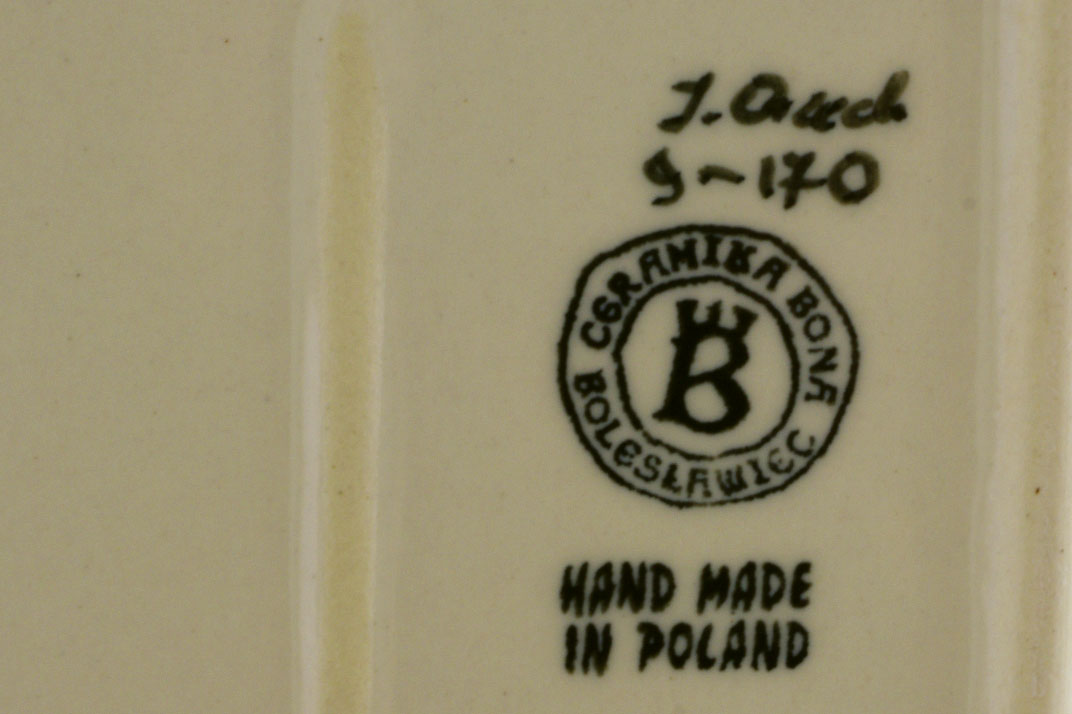 J.
9-170
CERAMIKA BONA
BOLESŁAWIEC
B
HAND MADE
IN POLAND